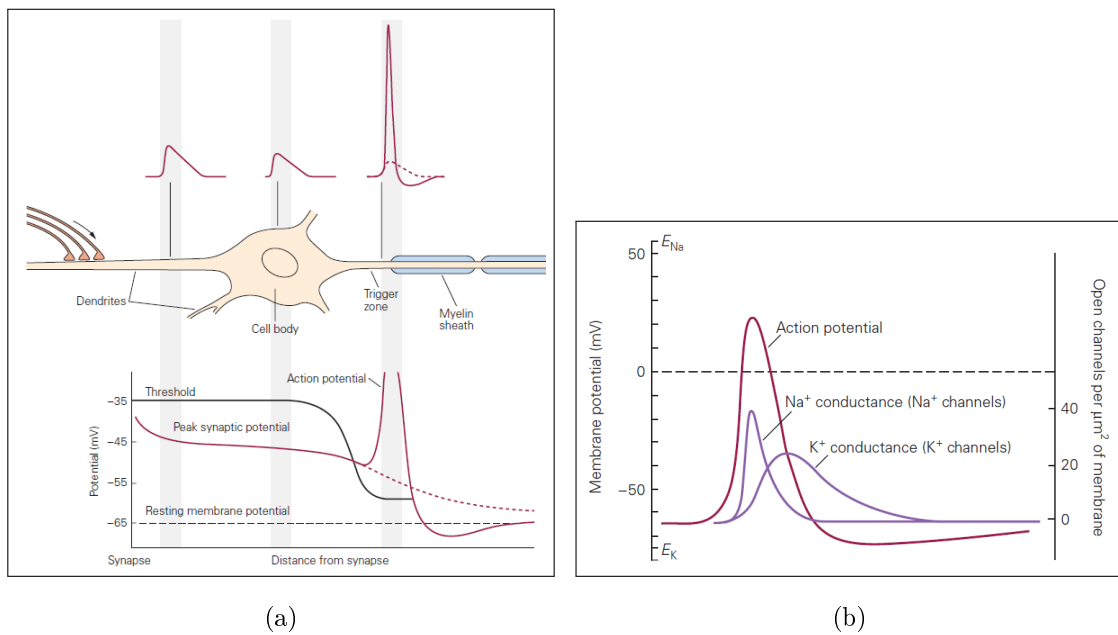 Dendrites
Trigger
zone
Myelin
sheath
Cell body
Action potential
Threshold
Peak synaptic potential
Resting membrane potential
Potential (mV)
−35
−45
−55
−65
Synapse
Distance from synapse
(a)
E_Na
50
0
−50
E_K
Membrane potential (mV)
Action potential
Na⁺ conductance (Na⁺ channels)
K⁺ conductance (K⁺ channels)
40
20
0
Open channels per µm² of membrane
(b)